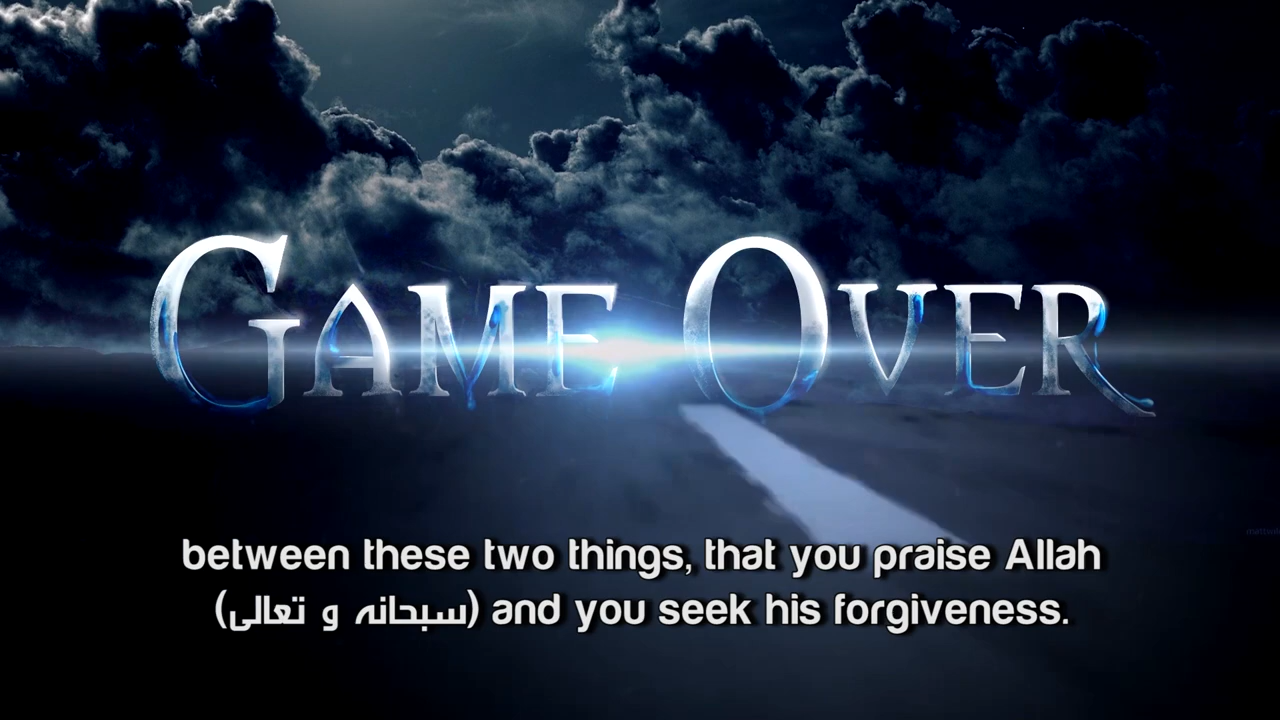 GAME OVER
between these two things, that you praise Allah
(سبحانه و تعالى) and you seek his forgiveness.